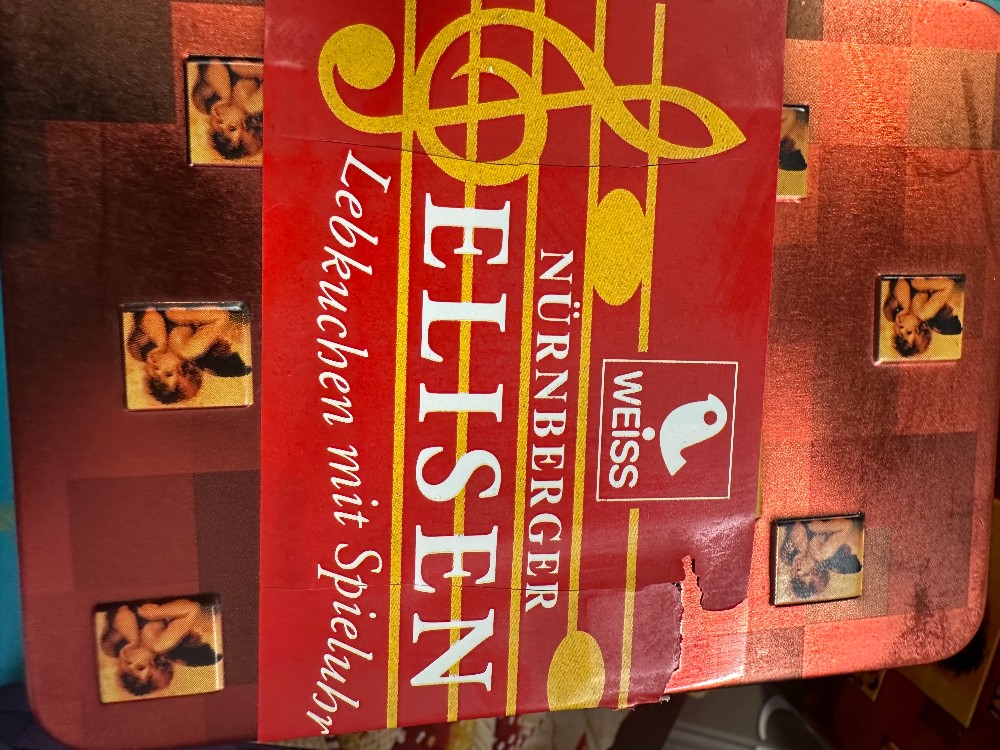 WEISS
NÜRNBERGER
ELISEN
Lebkuchen mit Spieluhr